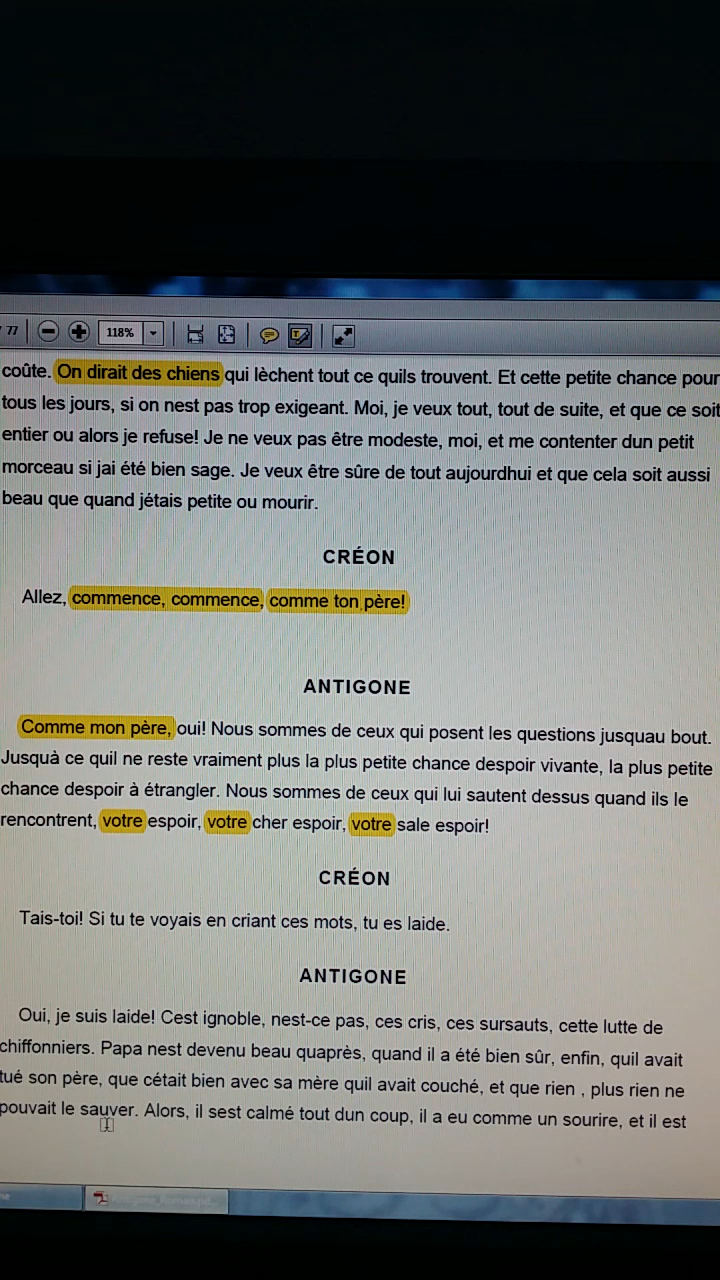 77 118%
coûte. On dirait des chiens qui lèchent tout ce quils trouvent. Et cette petite chance pour
tous les jours, si on nest pas trop exigeant. Moi, je veux tout, tout de suite, et que ce soit
entier ou alors je refuse! Je ne veux pas être modeste, moi, et me contenter dun petit
morceau si jai été bien sage. Je veux être sûre de tout aujourdhui et que cela soit aussi
beau que quand jétais petite ou mourir.
CRÉON
Allez, commence, commence, comme ton père!
ANTIGONE
Comme mon père, oui! Nous sommes de ceux qui posent les questions jusquau bout.
Jusquà ce quil ne reste vraiment plus la plus petite chance despoir vivante, la plus petite
chance despoir à étrangler. Nous sommes de ceux qui lui sautent dessus quand ils le
rencontrent, votre espoir, votre cher espoir, votre sale espoir!
CRÉON
Tais-toi! Si tu te voyais en criant ces mots, tu es laide.
ANTIGONE
Oui, je suis laide! Cest ignoble, nest-ce pas, ces cris, ces sursauts, cette lutte de
chiffonniers. Papa nest devenu beau quaprès, quand il a été bien sûr, enfin, quil avait
tué son père, que cétait bien avec sa mère quil avait couché, et que rien , plus rien ne
pouvait le sauver. Alors, il sest calmé tout dun coup, il a eu comme un sourire, et il est